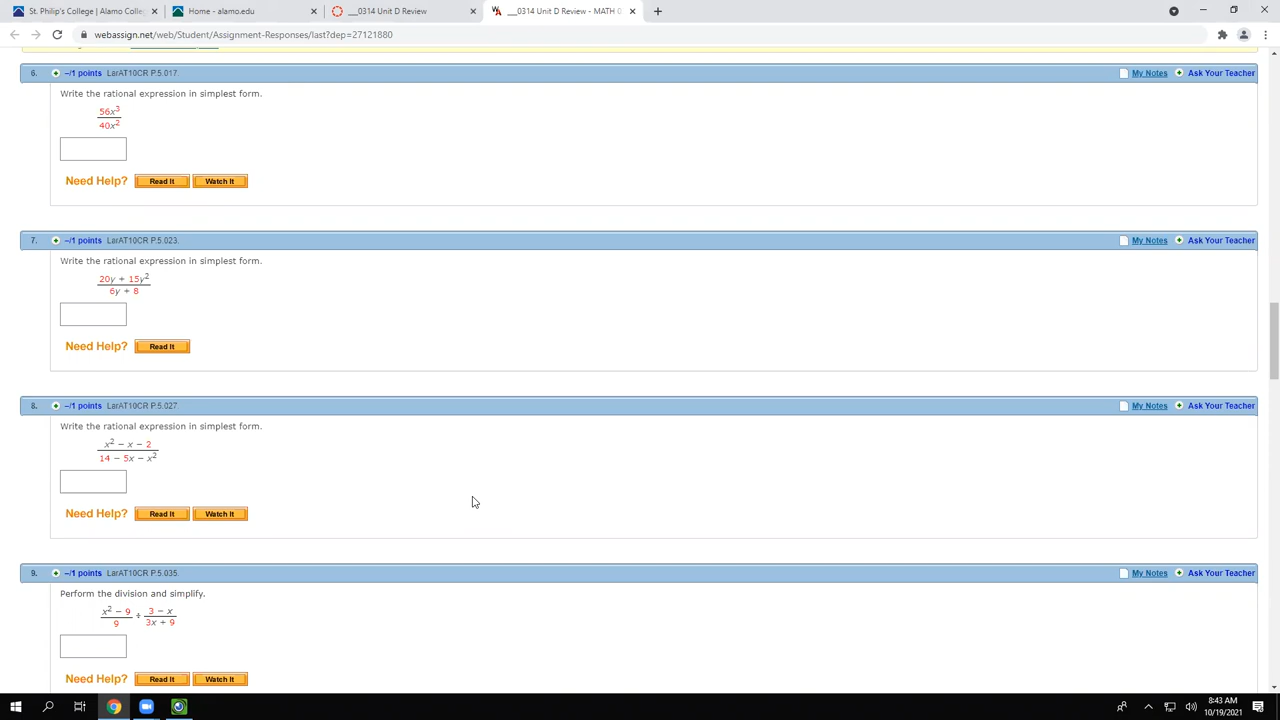 St. Philip's College | Alamo Colleg
Home - alamo.edu
__0314 Unit D Review
__0314 Unit D Review - MATH 0
webassign.net/web/Student/Assignment-Responses/last?dep=27121880
6. –/1 points LarAT10CR P.5.017. My Notes Ask Your Teacher
Write the rational expression in simplest form.
56x³
40x²
Need Help? Read It Watch It
7. –/1 points LarAT10CR P.5.023. My Notes Ask Your Teacher
Write the rational expression in simplest form.
20y + 15y²
6y + 8
Need Help? Read It
8. –/1 points LarAT10CR P.5.027. My Notes Ask Your Teacher
Write the rational expression in simplest form.
x² − x − 2
14 − 5x − x²
Need Help? Read It Watch It
9. –/1 points LarAT10CR P.5.035. My Notes Ask Your Teacher
Perform the division and simplify.
x² − 9 ÷ 3 − x
9 3x + 9
Need Help? Read It Watch It
8:43 AM
10/19/2021